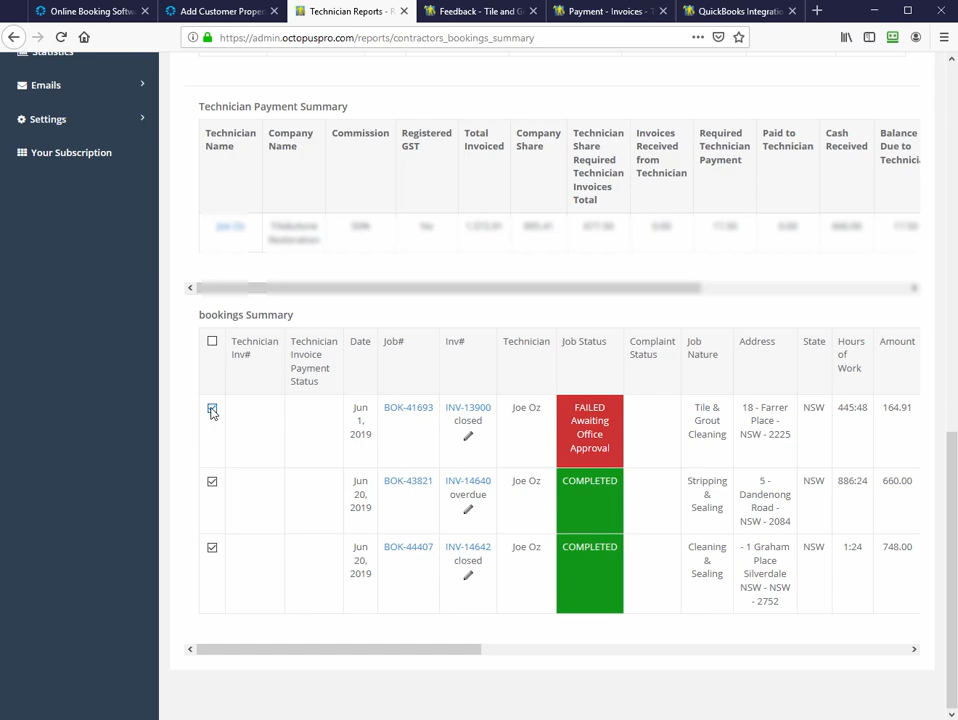 Online Booking Softwa
Add Customer Proper
Technician Reports - R
Feedback - Tile and G
Payment - Invoices - T
QuickBooks Integratio
https://admin.octopuspro.com/reports/contractors_bookings_summary
Statistics
Emails
Settings
Your Subscription
Technician Payment Summary
Technician
Name
Company
Name
Commission
Registered
GST
Total
Invoiced
Company
Share
Technician
Share
Required
Technician
Invoices
Total
Invoices
Received
from
Technician
Required
Technician
Payment
Paid to
Technician
Cash
Received
Balance
Due to
Technici
bookings Summary
Technician
Inv#
Technician
Invoice
Payment
Status
Date
Job#
Inv#
Technician
Job Status
Complaint
Status
Job
Nature
Address
State
Hours
of
Work
Amount
Jun
1,
2019
BOK-41693
INV-13900
closed
Joe Oz
FAILED
Awaiting
Office
Approval
Tile &
Grout
Cleaning
18 - Farrer
Place -
NSW - 2225
NSW
445:48
164.91
Jun
20,
2019
BOK-43821
INV-14640
overdue
Joe Oz
COMPLETED
Stripping
&
Sealing
5 -
Dandenong
Road -
NSW - 2084
NSW
886:24
660.00
Jun
20,
2019
BOK-44407
INV-14642
closed
Joe Oz
COMPLETED
Cleaning
&
Sealing
- 1 Graham
Place
Silverdale
NSW - NSW
- 2752
NSW
1:24
748.00